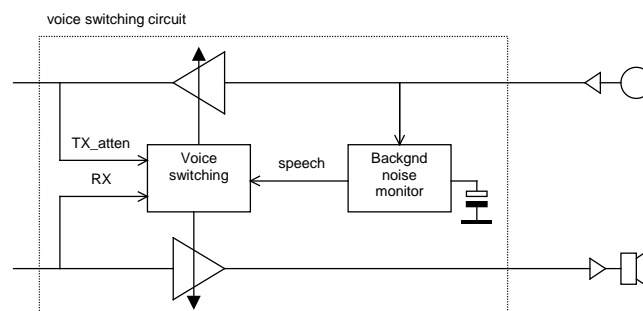 voice switching circuit
TX_atten
RX
Voice
switching
speech
Backgnd
noise
monitor